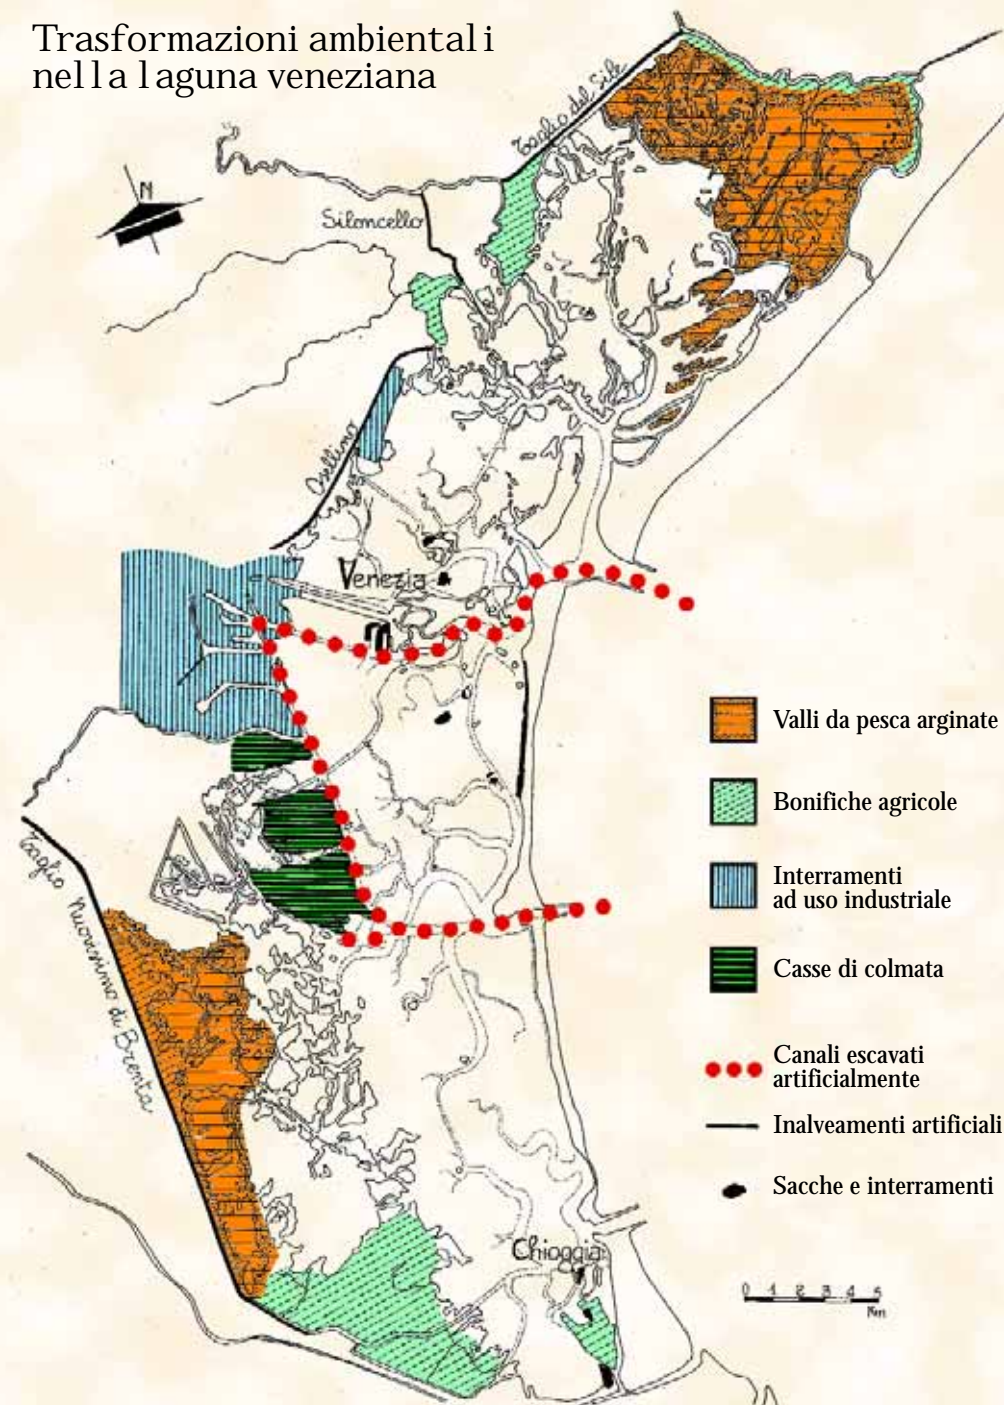 Trasformazioni ambientali
nella laguna veneziana
Taglio del Sile
N
Siloncello
Osellino
Venezia
Taglio Nuovissimo di Brenta
Chioggia
Valli da pesca arginate
Bonifiche agricole
Interramenti
ad uso industriale
Casse di colmata
Canali escavati
artificialmente
Inalveamenti artificiali
Sacche e interramenti
0 1 2 3 4 5
Km